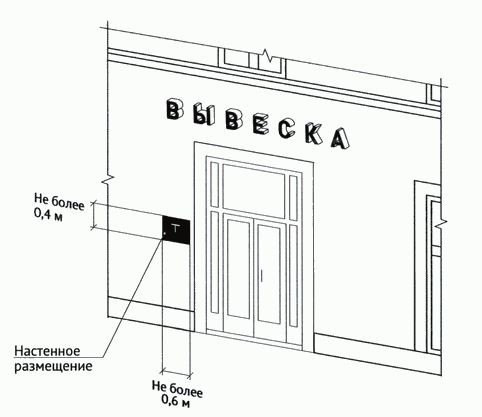 ВЫВЕСКА
Не более
0,4 м
Т
Настенное
размещение
Не более
0,6 м